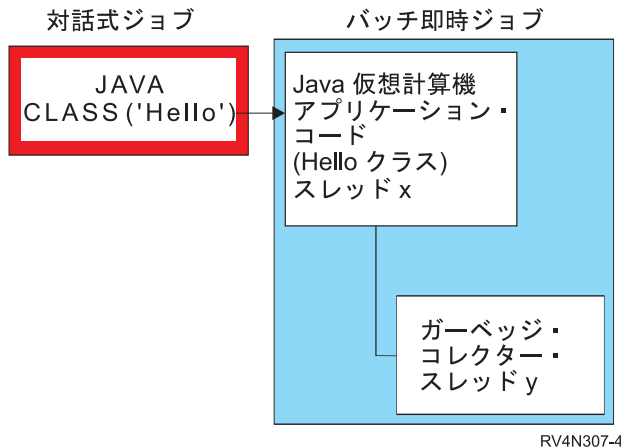 対話式ジョブ
バッチ即時ジョブ
JAVA
CLASS('Hello')
Java 仮想計算機
アプリケーション・
コード
(Hello クラス)
スレッド x
ガーベッジ・
コレクター・
スレッド y
RV4N307-4